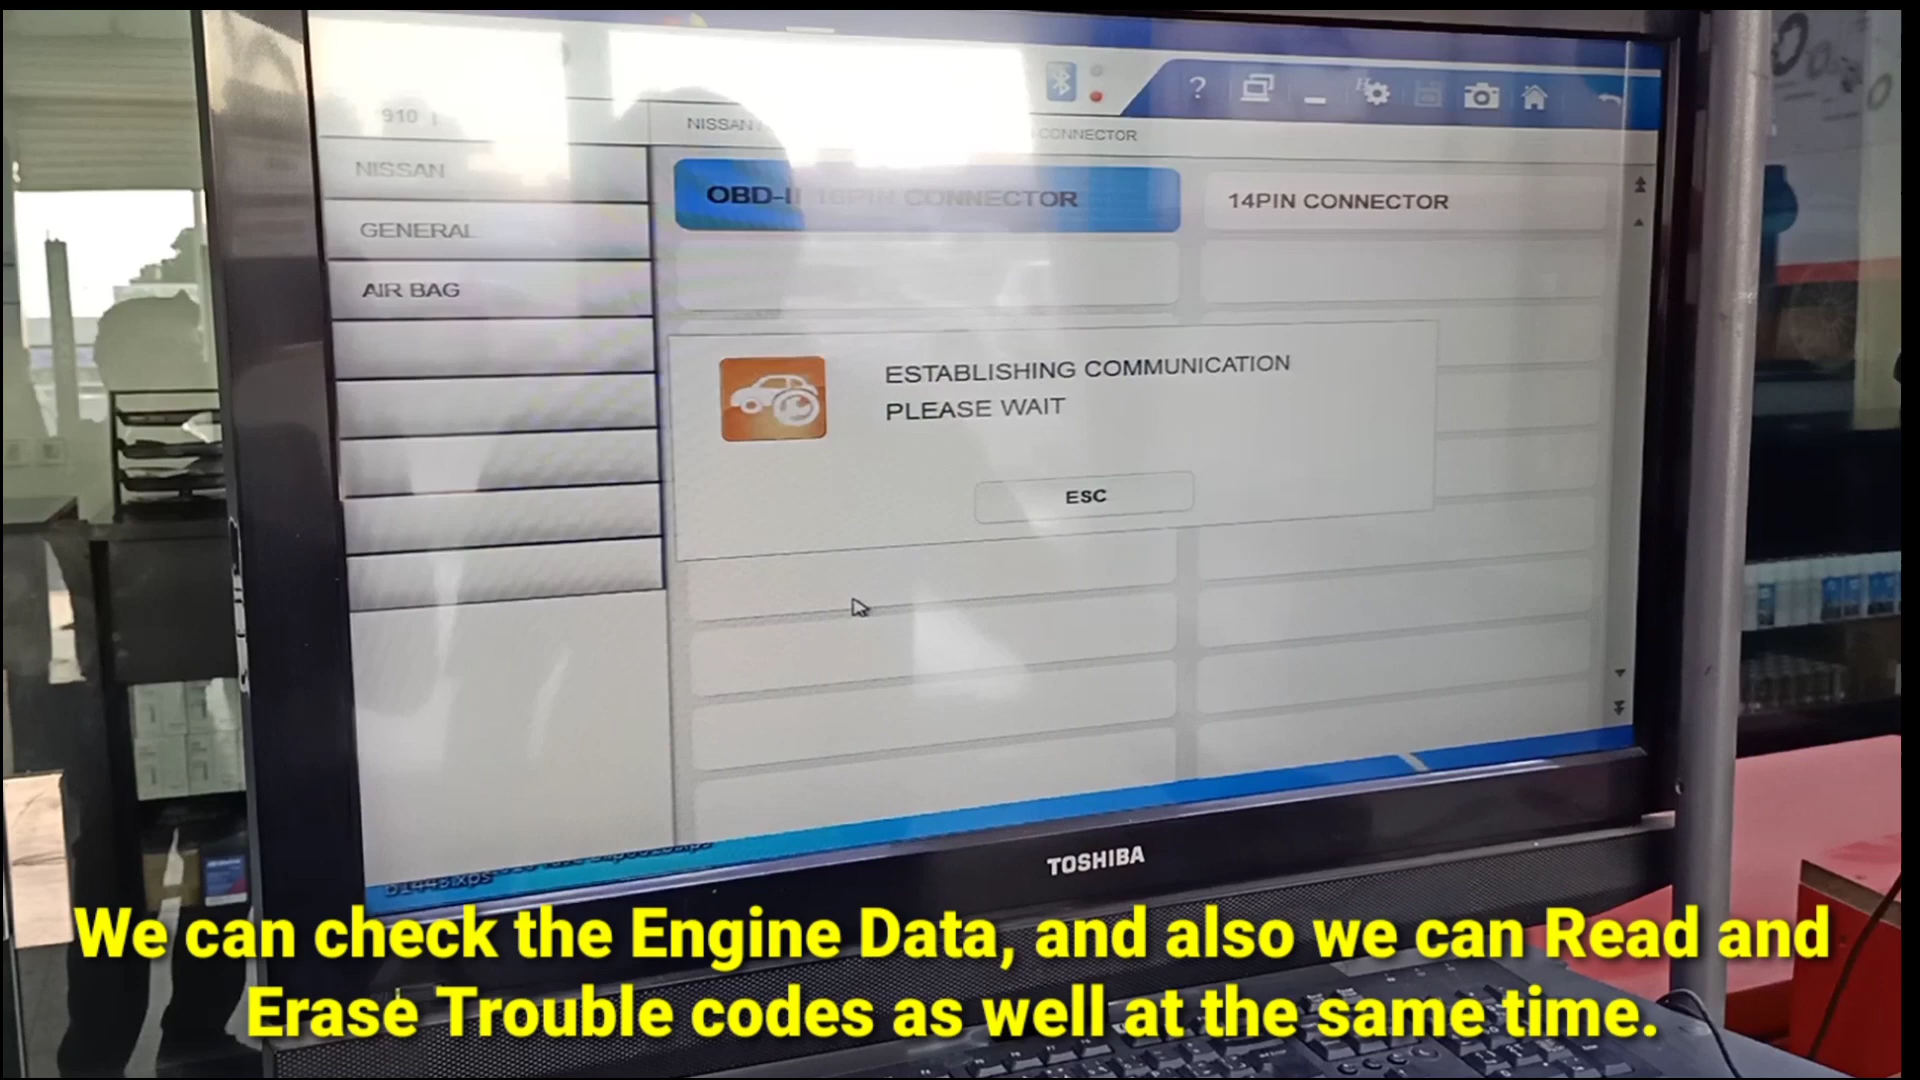 910
NISSAN
-CONNECTOR
NISSAN
GENERAL
AIR BAG
OBD-II 16PIN CONNECTOR
14PIN CONNECTOR
ESTABLISHING COMMUNICATION
PLEASE WAIT
ESC
TOSHIBA
We can check the Engine Data, and also we can Read and
Erase Trouble codes as well at the same time.